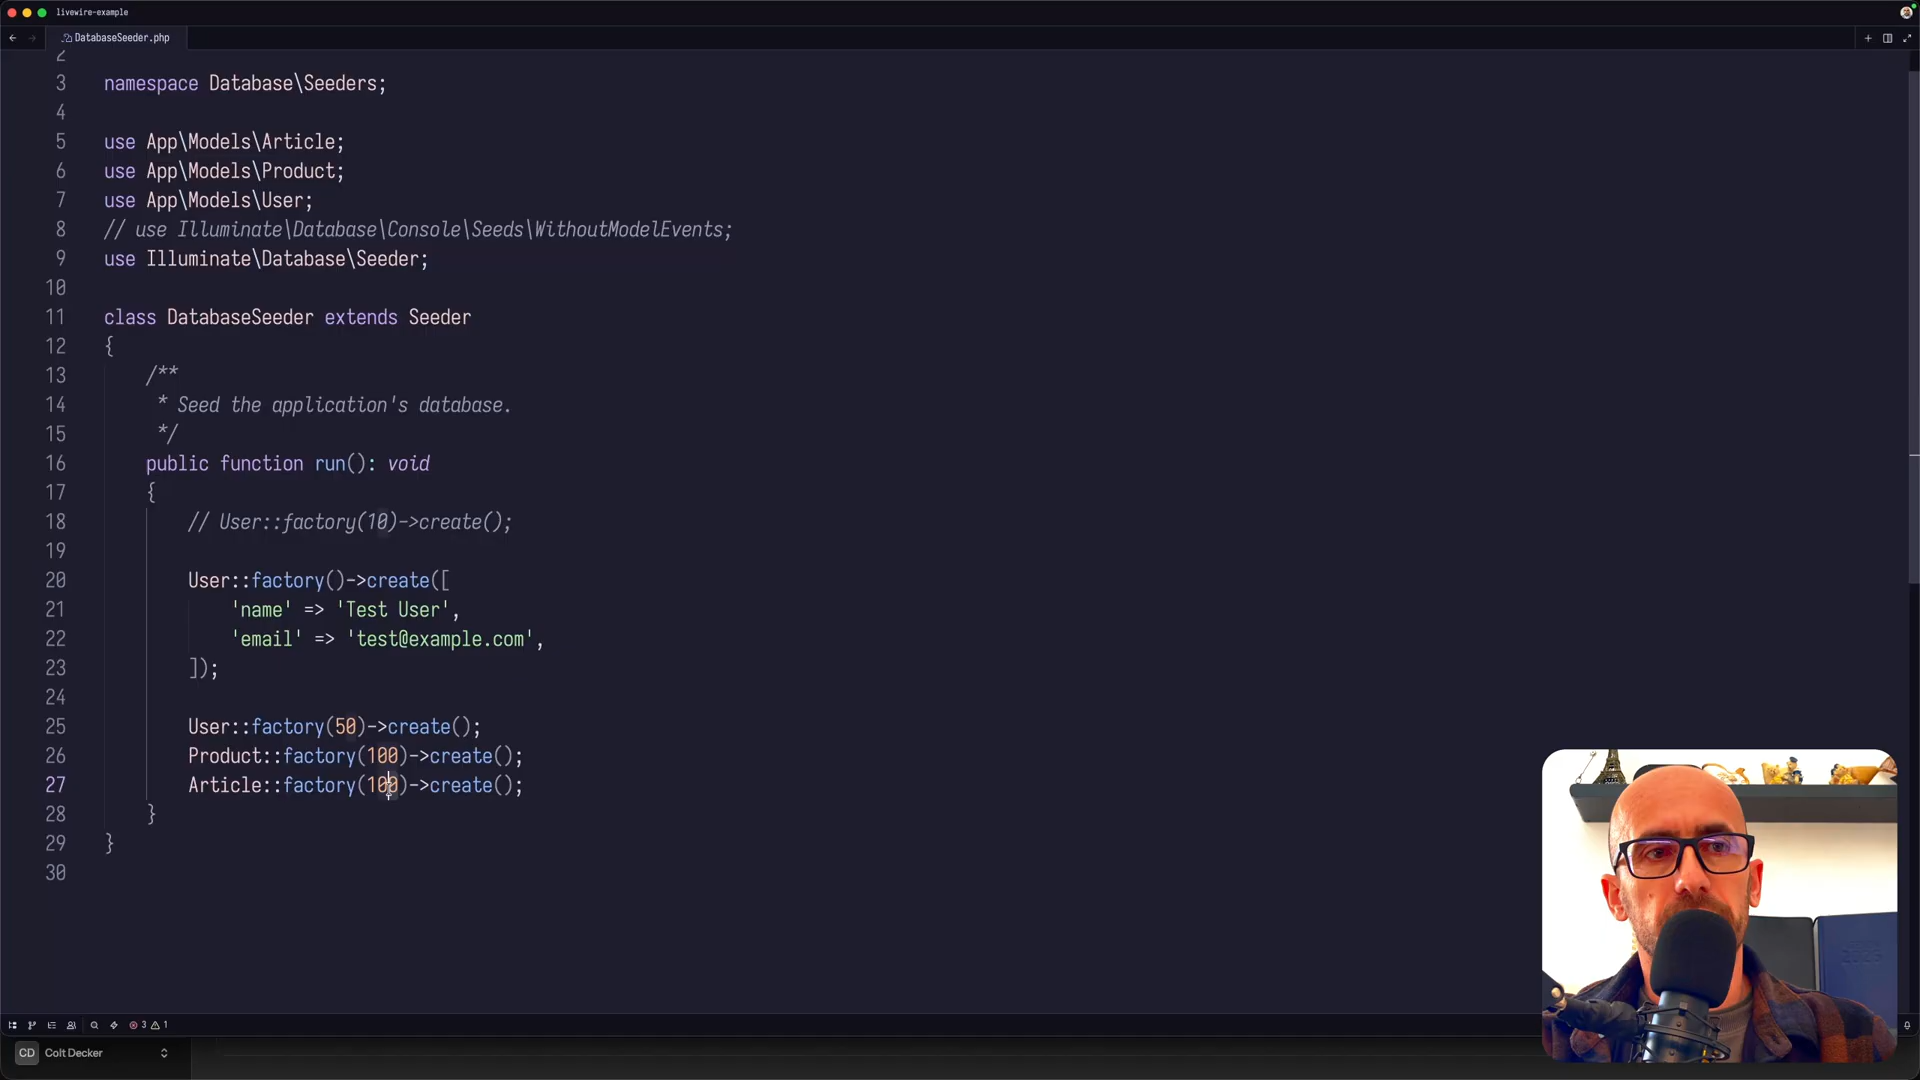 livewire-example
DatabaseSeeder.php
2
3 namespace Database\Seeders;
4
5 use App\Models\Article;
6 use App\Models\Product;
7 use App\Models\User;
8 // use Illuminate\Database\Console\Seeds\WithoutModelEvents;
9 use Illuminate\Database\Seeder;
10
11 class DatabaseSeeder extends Seeder
12 {
13 /**
14 * Seed the application's database.
15 */
16 public function run(): void
17 {
18 // User::factory(10)->create();
19
20 User::factory()->create([
21 'name' => 'Test User',
22 'email' => 'test@example.com',
23 ]);
24
25 User::factory(50)->create();
26 Product::factory(100)->create();
27 Article::factory(100)->create();
28 }
29 }
30
3 1
CD Colt Decker